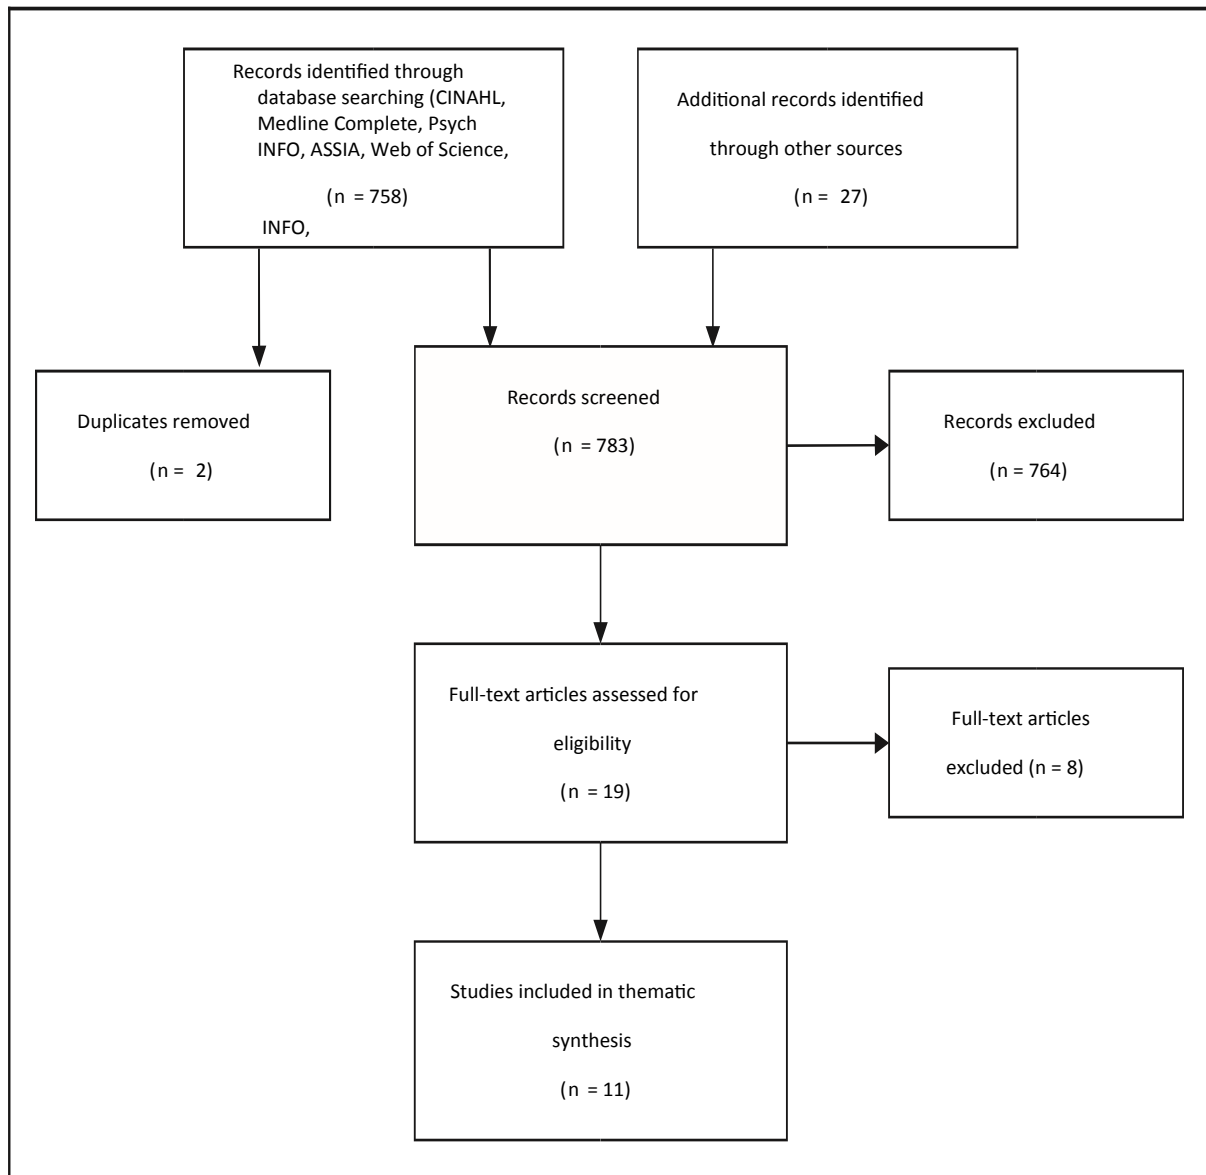 Records identified through
database searching (CINAHL,
Medline Complete, Psych
INFO, ASSIA, Web of Science,
(n = 758)
INFO,
Additional records identified
through other sources
(n = 27)
Duplicates removed
(n = 2)
Records screened
(n = 783)
Records excluded
(n = 764)
Full-text articles assessed for
eligibility
(n = 19)
Full-text articles
excluded (n = 8)
Studies included in thematic
synthesis
(n = 11)